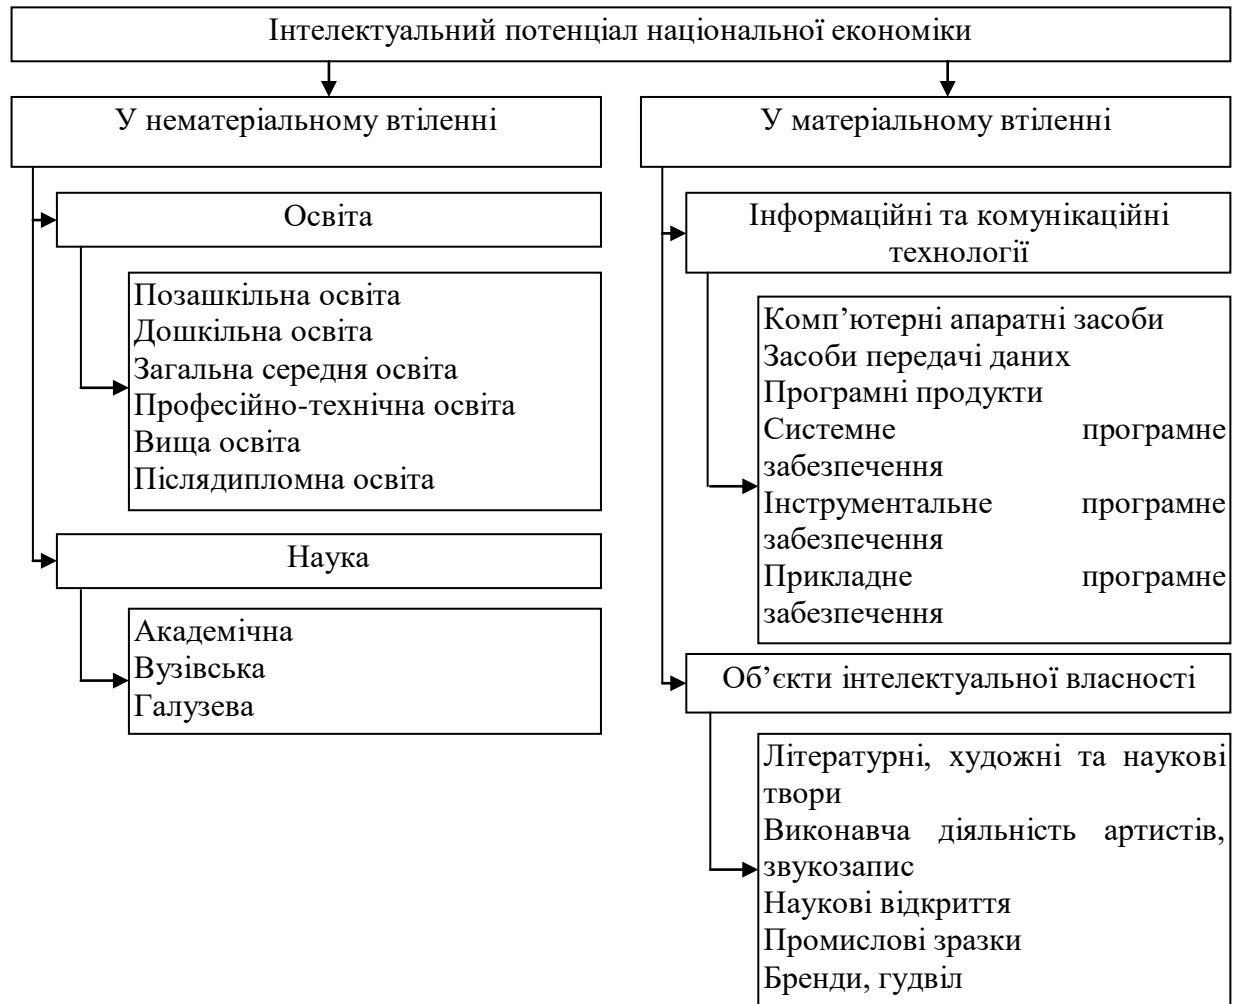 Інтелектуальний потенціал національної економіки
У нематеріальному втіленні
Освіта
Позашкільна освіта
Дошкільна освіта
Загальна середня освіта
Професійно-технічна освіта
Вища освіта
Післядипломна освіта
Наука
Академічна
Вузівська
Галузева
У матеріальному втіленні
Інформаційні та комунікаційні
технології
Комп’ютерні апаратні засоби
Засоби передачі даних
Програмні продукти
Системне програмне
забезпечення
Інструментальне програмне
забезпечення
Прикладне програмне
забезпечення
Об’єкти інтелектуальної власності
Літературні, художні та наукові
твори
Виконавча діяльність артистів,
звукозапис
Наукові відкриття
Промислові зразки
Бренди, гудвіл